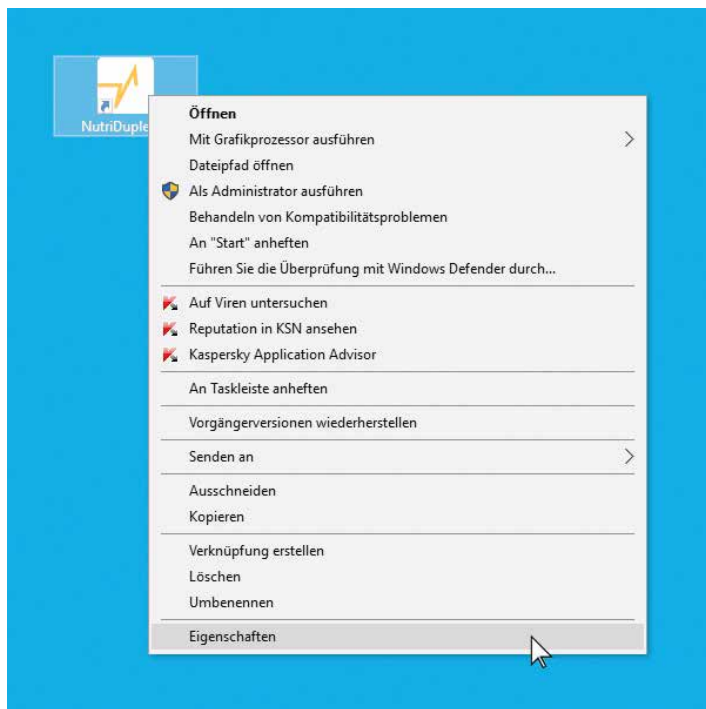 NutriDuple
Öffnen
Mit Grafikprozessor ausführen
Dateipfad öffnen
Als Administrator ausführen
Behandeln von Kompatibilitätsproblemen
An "Start" anheften
Führen Sie die Überprüfung mit Windows Defender durch...
Auf Viren untersuchen
Reputation in KSN ansehen
Kaspersky Application Advisor
An Taskleiste anheften
Vorgängerversionen wiederherstellen
Senden an
Ausschneiden
Kopieren
Verknüpfung erstellen
Löschen
Umbenennen
Eigenschaften